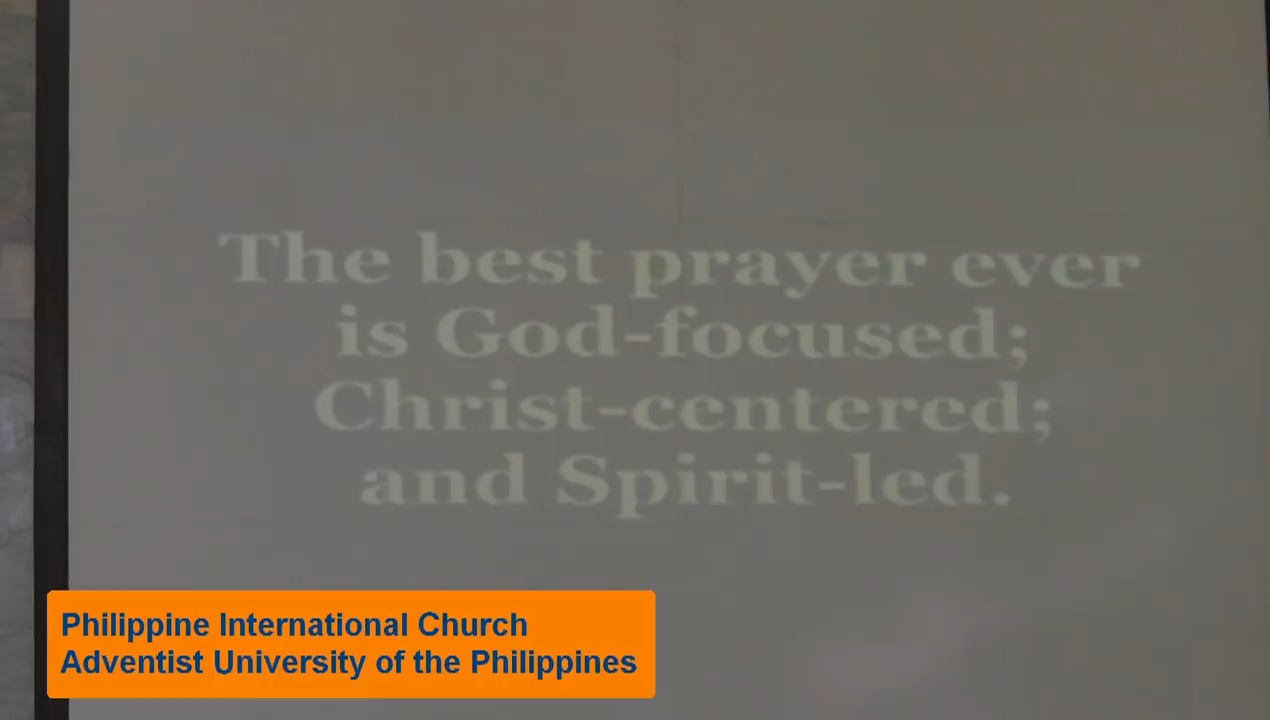 The best prayer ever
is God-focused;
Christ-centered;
and Spirit-led.
Philippine International Church
Adventist University of the Philippines